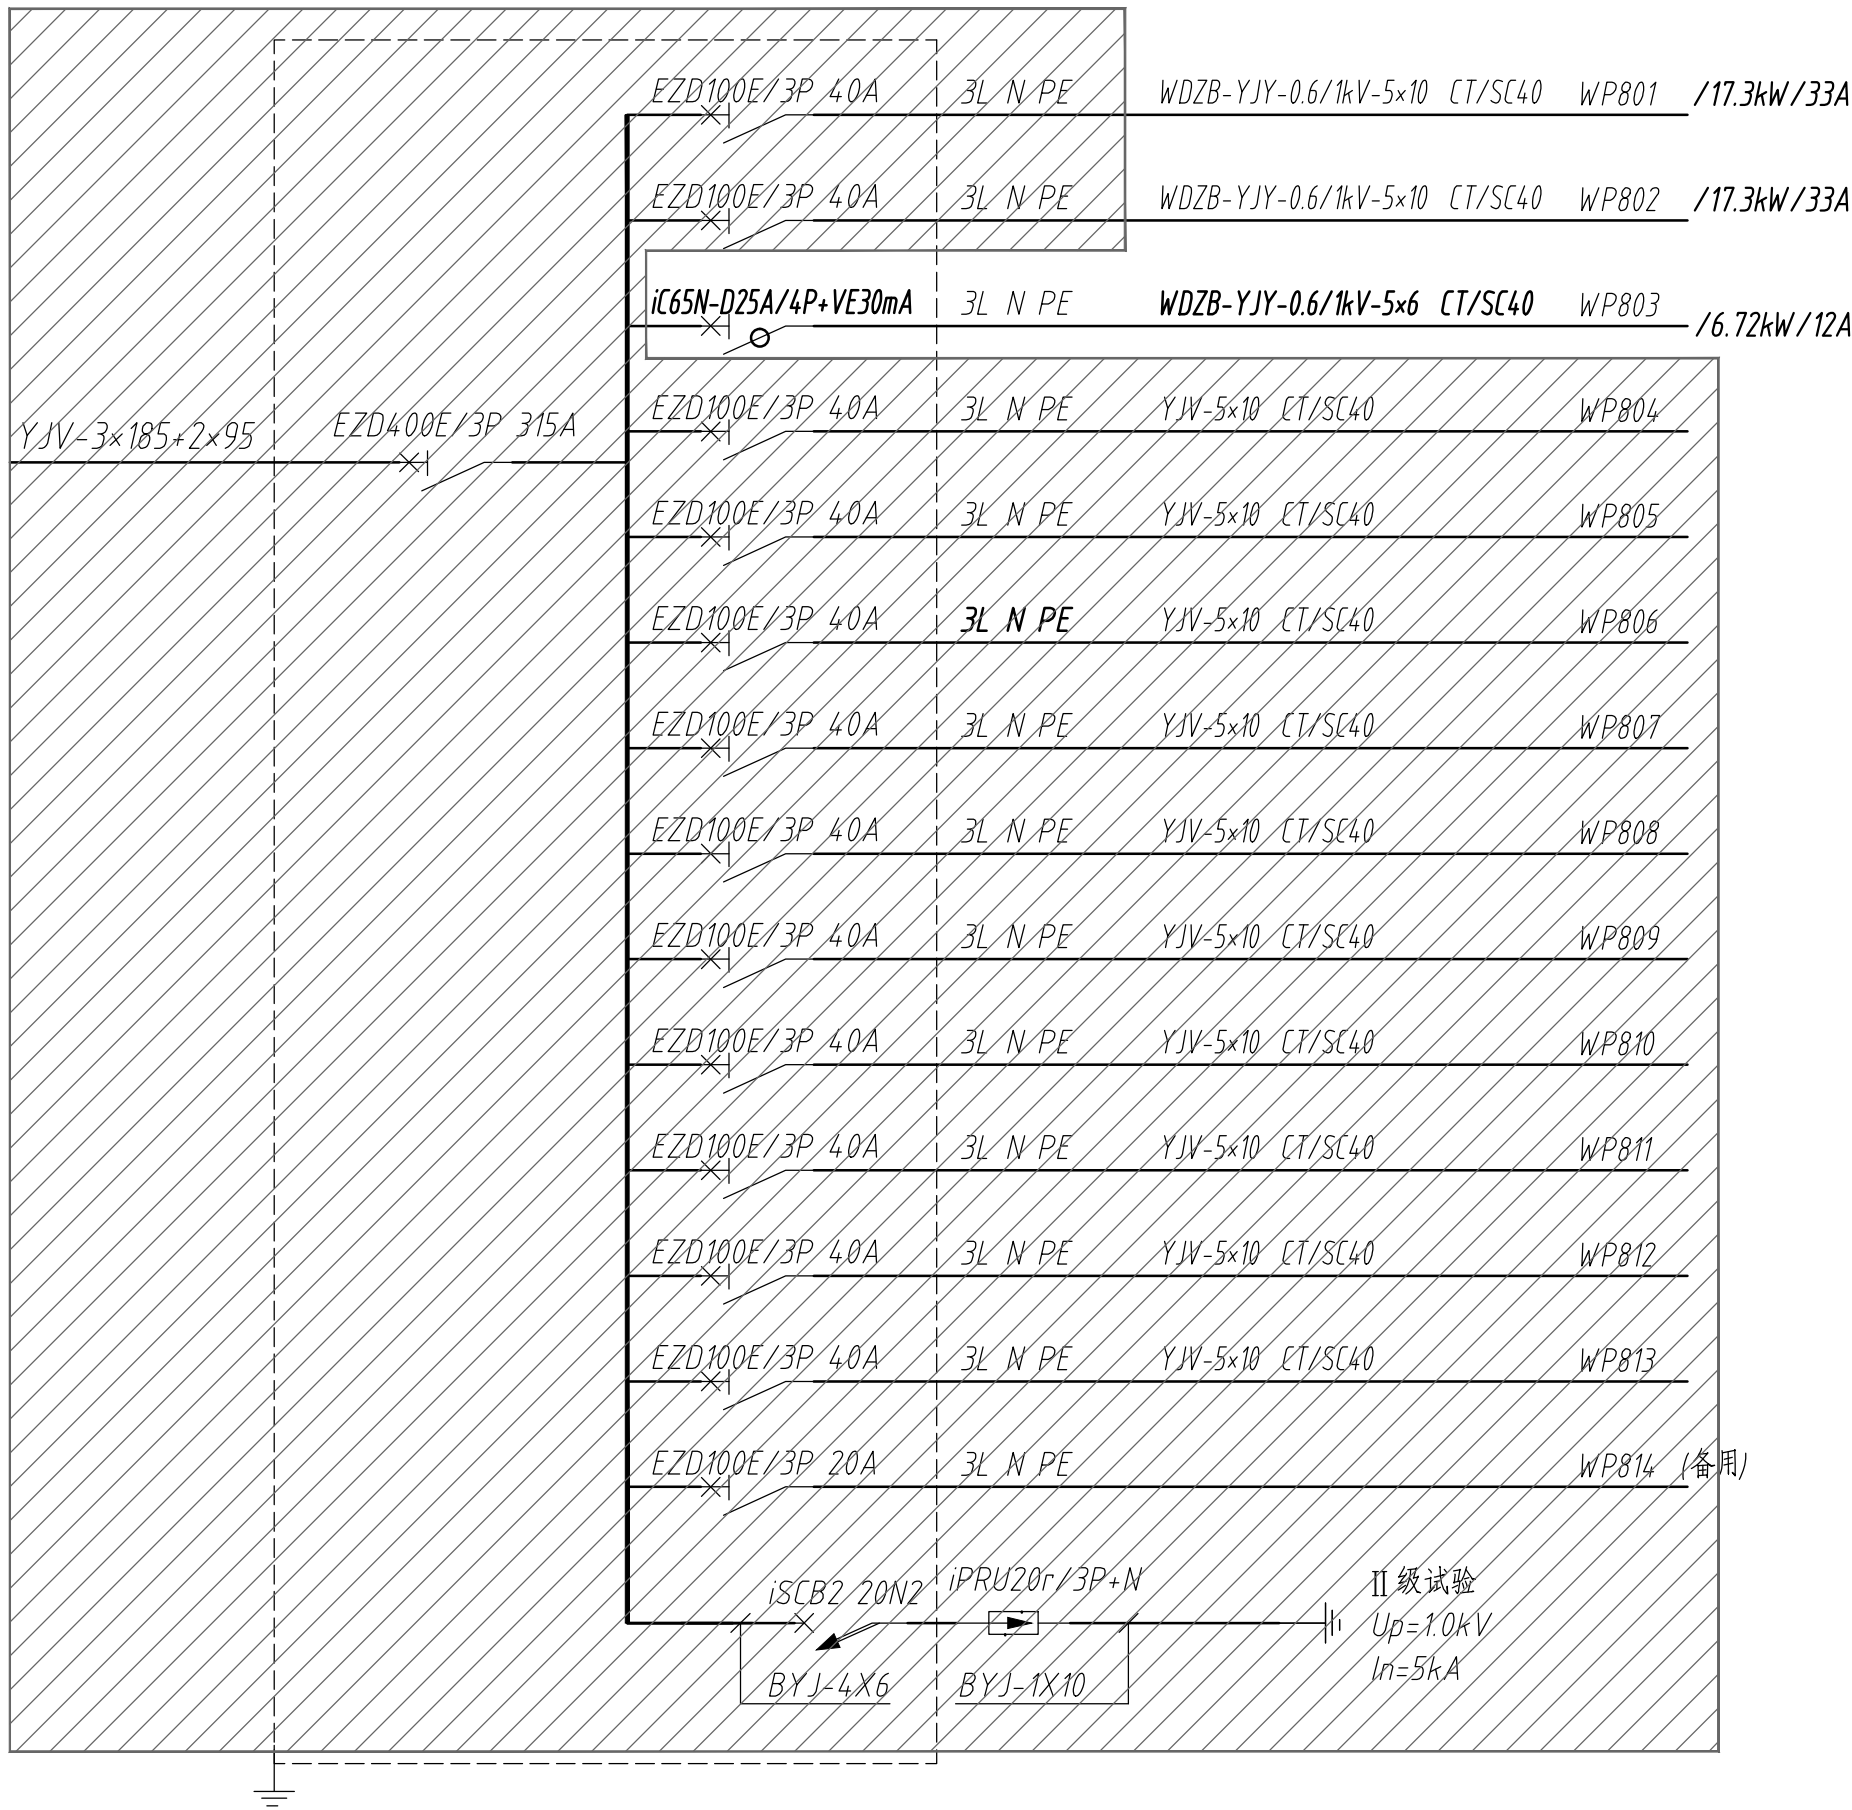 EZD100E/3P 40A 3L N PE WDZB-YJY-0.6/1kV-5×10 CT/SC40 WP801 /17.3kW/33A
EZD100E/3P 40A 3L N PE WDZB-YJY-0.6/1kV-5×10 CT/SC40 WP802 /17.3kW/33A
iC65N-D25A/4P+VE30mA 3L N PE WDZB-YJY-0.6/1kV-5×6 CT/SC40 WP803 /6.72kW/12A
EZD100E/3P 40A 3L N PE YJV-5×10 CT/SC40 WP804
YJV-3×185+2×95 EZD400E/3P 315A
EZD100E/3P 40A 3L N PE YJV-5×10 CT/SC40 WP805
EZD100E/3P 40A 3L N PE YJV-5×10 CT/SC40 WP806
EZD100E/3P 40A 3L N PE YJV-5×10 CT/SC40 WP807
EZD100E/3P 40A 3L N PE YJV-5×10 CT/SC40 WP808
EZD100E/3P 40A 3L N PE YJV-5×10 CT/SC40 WP809
EZD100E/3P 40A 3L N PE YJV-5×10 CT/SC40 WP810
EZD100E/3P 40A 3L N PE YJV-5×10 CT/SC40 WP811
EZD100E/3P 40A 3L N PE YJV-5×10 CT/SC40 WP812
EZD100E/3P 40A 3L N PE YJV-5×10 CT/SC40 WP813
EZD100E/3P 20A 3L N PE WP814 (备用)
iSCB2 20N2 iPRU20r/3P+N II 级试验
Up=1.0kV
In=5kA
BYJ-4X6 BYJ-1X10